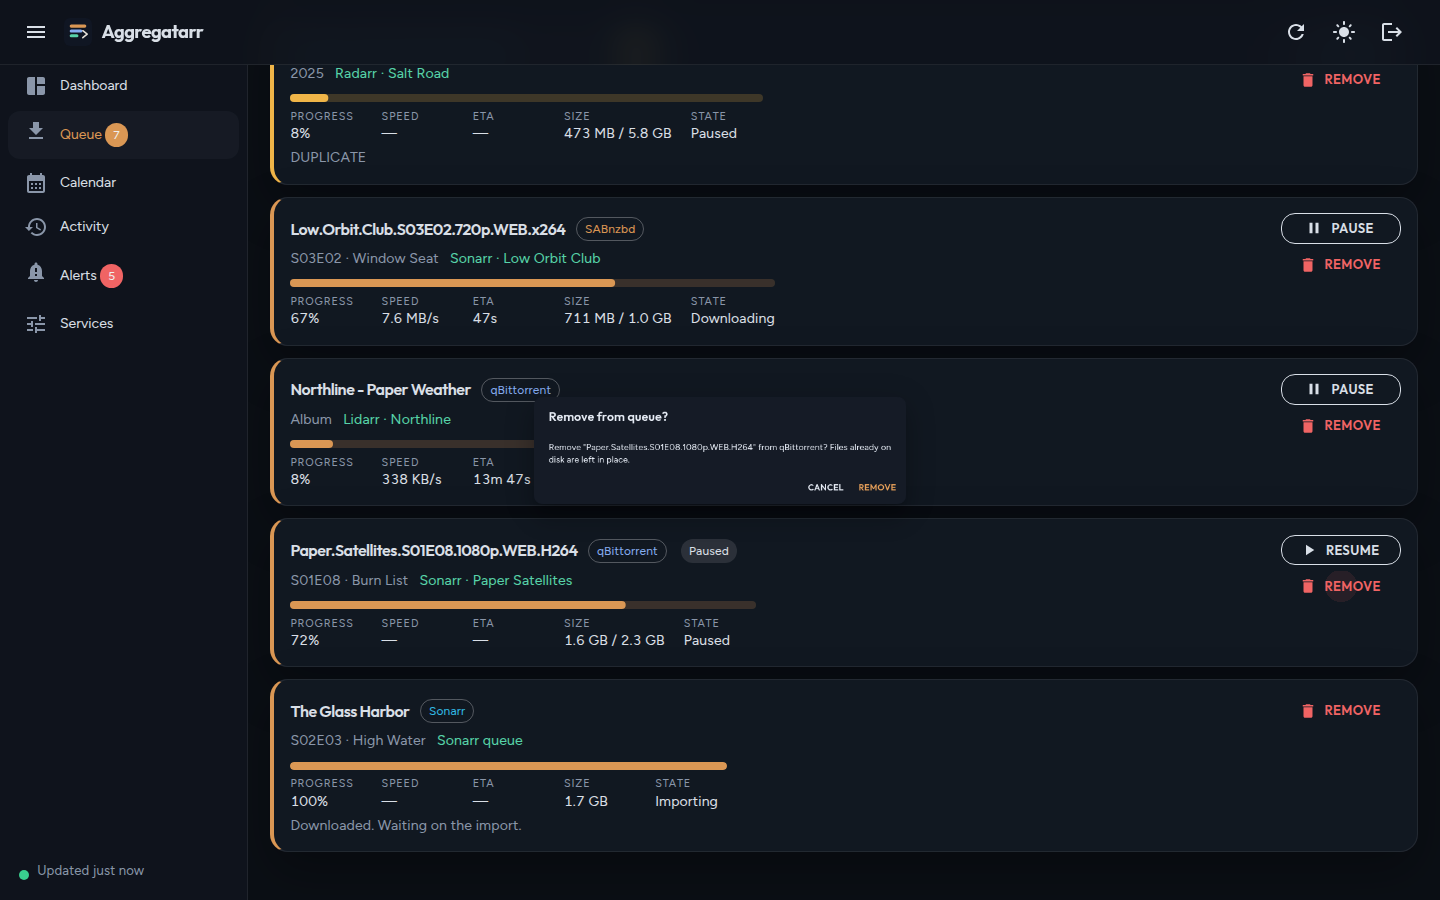 Aggregatarr
Dashboard
Queue 7
Calendar
Activity
Alerts 5
Services
Updated just now
2025 Radarr · Salt Road
REMOVE
PROGRESS SPEED ETA SIZE STATE
8% — — 473 MB / 5.8 GB Paused
DUPLICATE
Low.Orbit.Club.S03E02.720p.WEB.x264 SABnzbd
PAUSE
S03E02 · Window Seat Sonarr · Low Orbit Club
REMOVE
PROGRESS SPEED ETA SIZE STATE
67% 7.6 MB/s 47s 711 MB / 1.0 GB Downloading
Northline - Paper Weather qBittorrent
PAUSE
Album Lidarr · Northline
REMOVE
PROGRESS SPEED ETA
8% 338 KB/s 13m 47s
Remove from queue?
Remove "Paper.Satellites.S01E08.1080p.WEB.H264" from qBittorrent? Files already on
disk are left in place.
CANCEL REMOVE
Paper.Satellites.S01E08.1080p.WEB.H264 qBittorrent Paused
RESUME
S01E08 · Burn List Sonarr · Paper Satellites
REMOVE
PROGRESS SPEED ETA SIZE STATE
72% — — 1.6 GB / 2.3 GB Paused
The Glass Harbor Sonarr
REMOVE
S02E03 · High Water Sonarr queue
PROGRESS SPEED ETA SIZE STATE
100% — — 1.7 GB Importing
Downloaded. Waiting on the import.